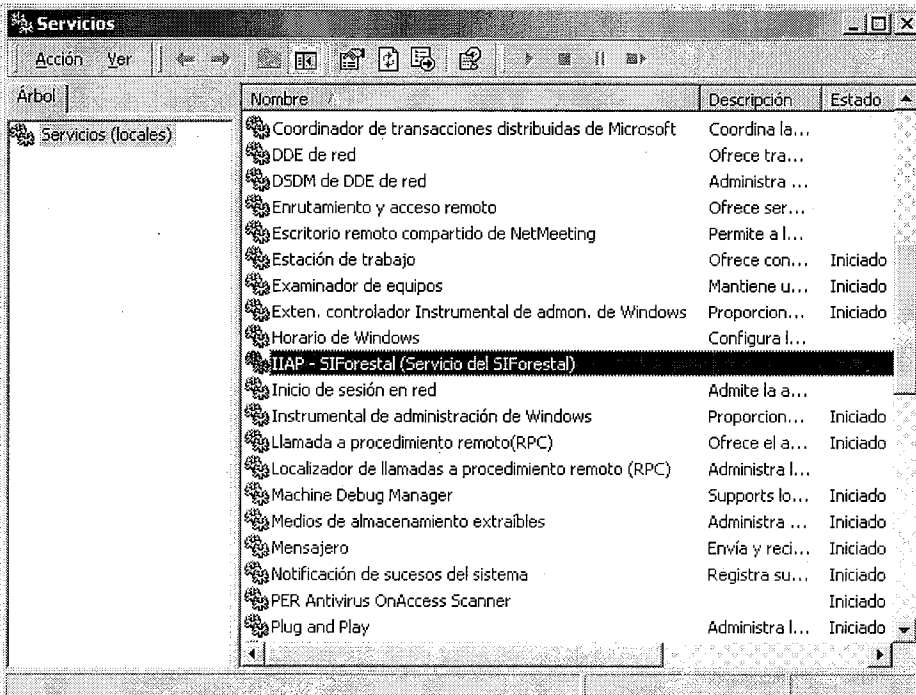 Servicios
Acción Ver
Árbol
Servicios (locales)
Nombre Descripción Estado
Coordinador de transacciones distribuidas de Microsoft Coordina la...
DDE de red Ofrece tra...
DSDM de DDE de red Administra ...
Enrutamiento y acceso remoto Ofrece ser...
Escritorio remoto compartido de NetMeeting Permite a l...
Estación de trabajo Ofrece con... Iniciado
Examinador de equipos Mantiene u... Iniciado
Exten. controlador Instrumental de admon. de Windows Proporcion... Iniciado
Horario de Windows Configura l...
IIAP - SIForestal (Servicio del SIForestal)
Inicio de sesión en red Admite la a...
Instrumental de administración de Windows Proporcion... Iniciado
Llamada a procedimiento remoto(RPC) Ofrece el a... Iniciado
Localizador de llamadas a procedimiento remoto (RPC) Administra l...
Machine Debug Manager Supports lo... Iniciado
Medios de almacenamiento extraíbles Administra ... Iniciado
Mensajero Envía y reci... Iniciado
Notificación de sucesos del sistema Registra su... Iniciado
PER Antivirus OnAccess Scanner Iniciado
Plug and Play Administra l... Iniciado